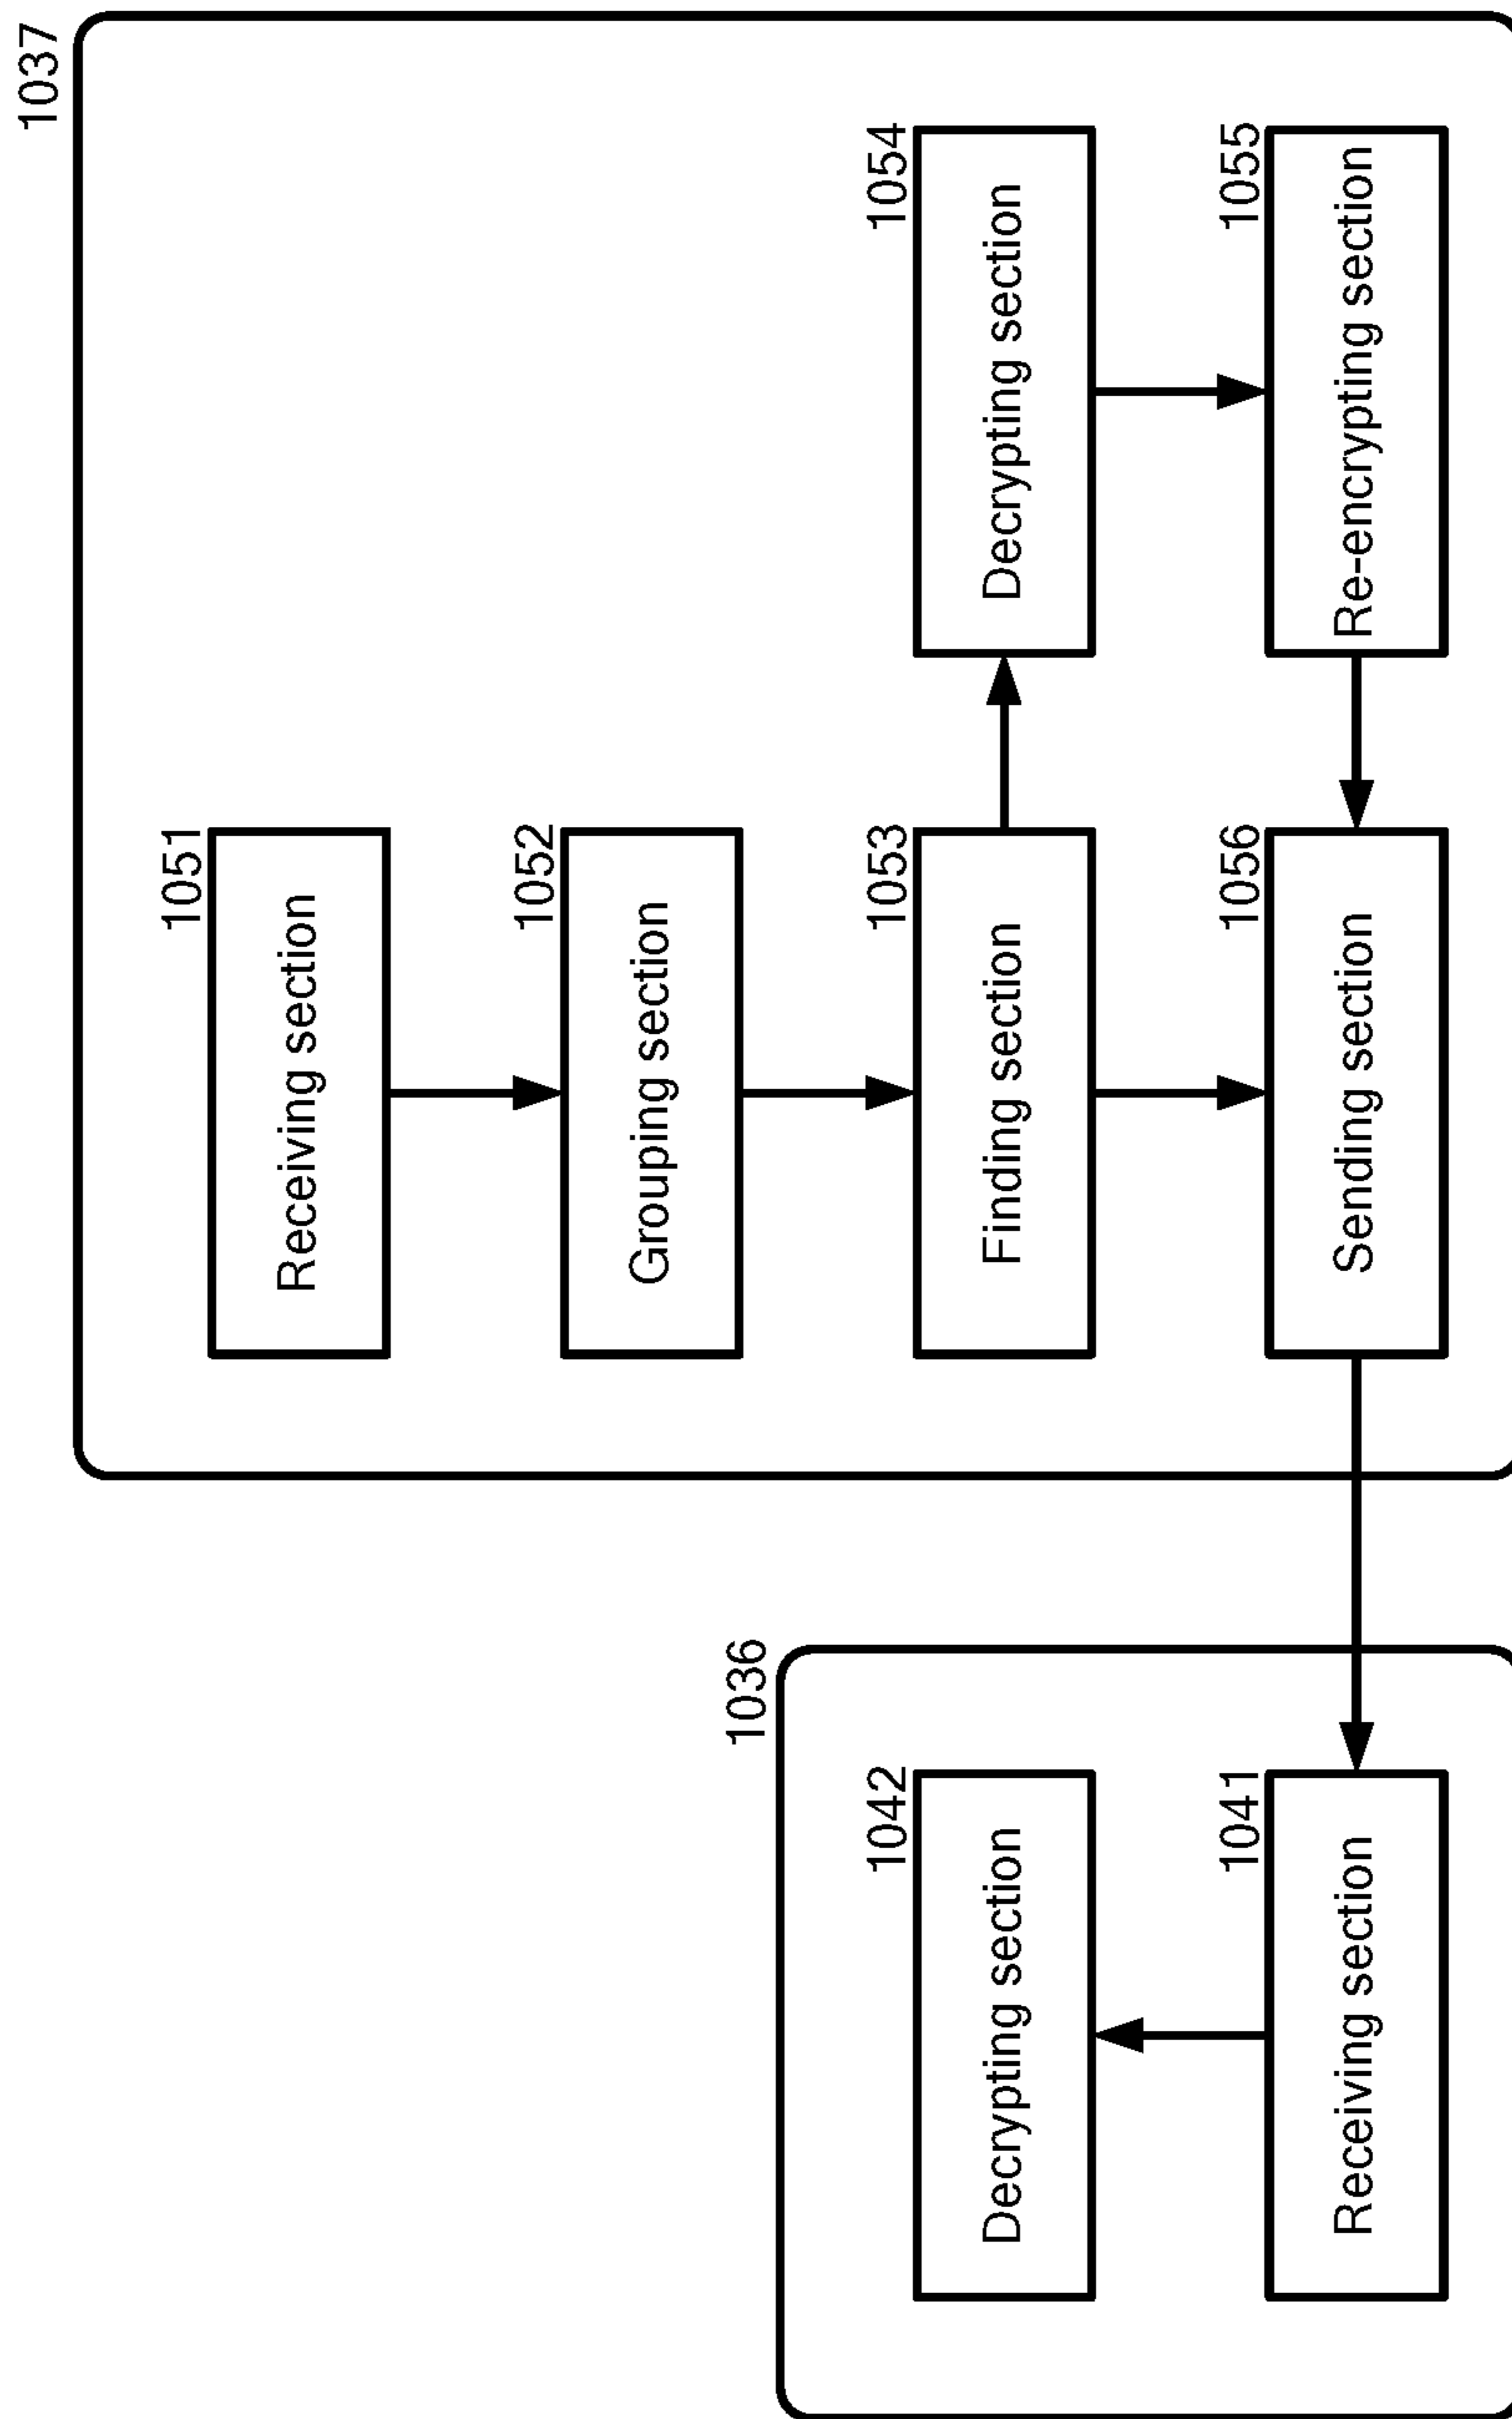 1037
1051
Receiving section
1052
Grouping section
1053
Finding section
1054
Decrypting section
1036
1042
Decrypting section
1041
Receiving section
1056
Sending section
1055
Re-encrypting section